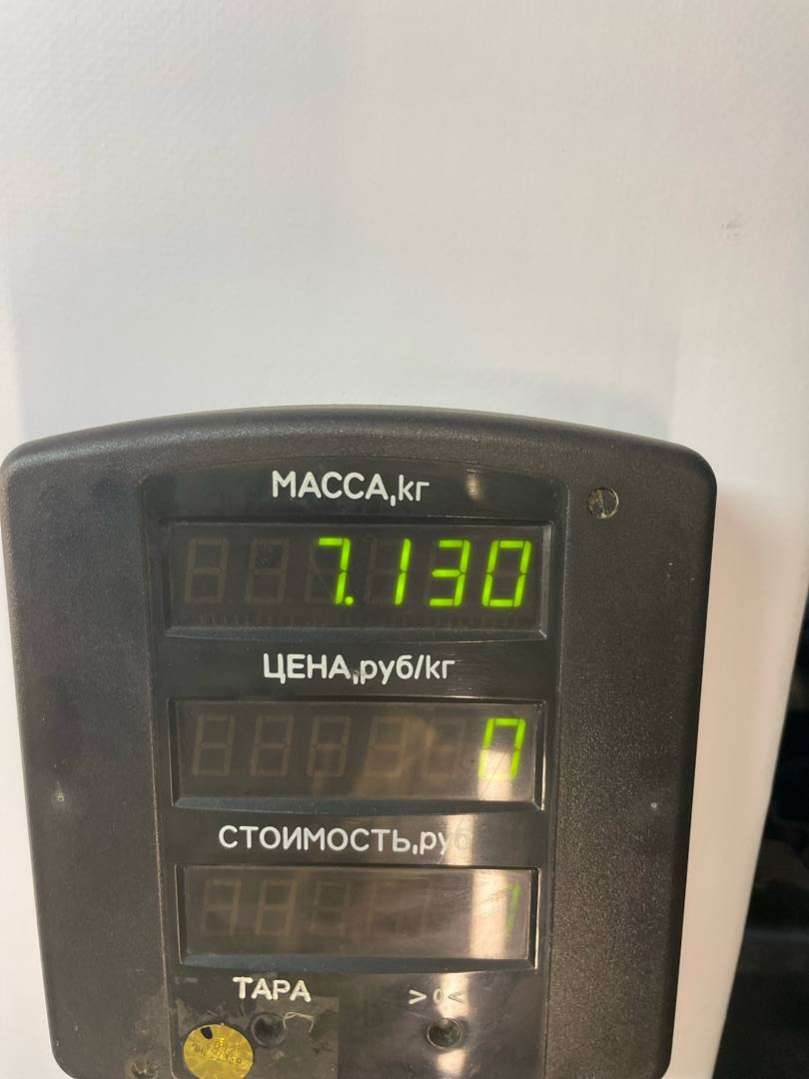 МАССА,кг
7.130
ЦЕНА,руб/кг
0
СТОИМОСТЬ,руб
ТАРА
>0<